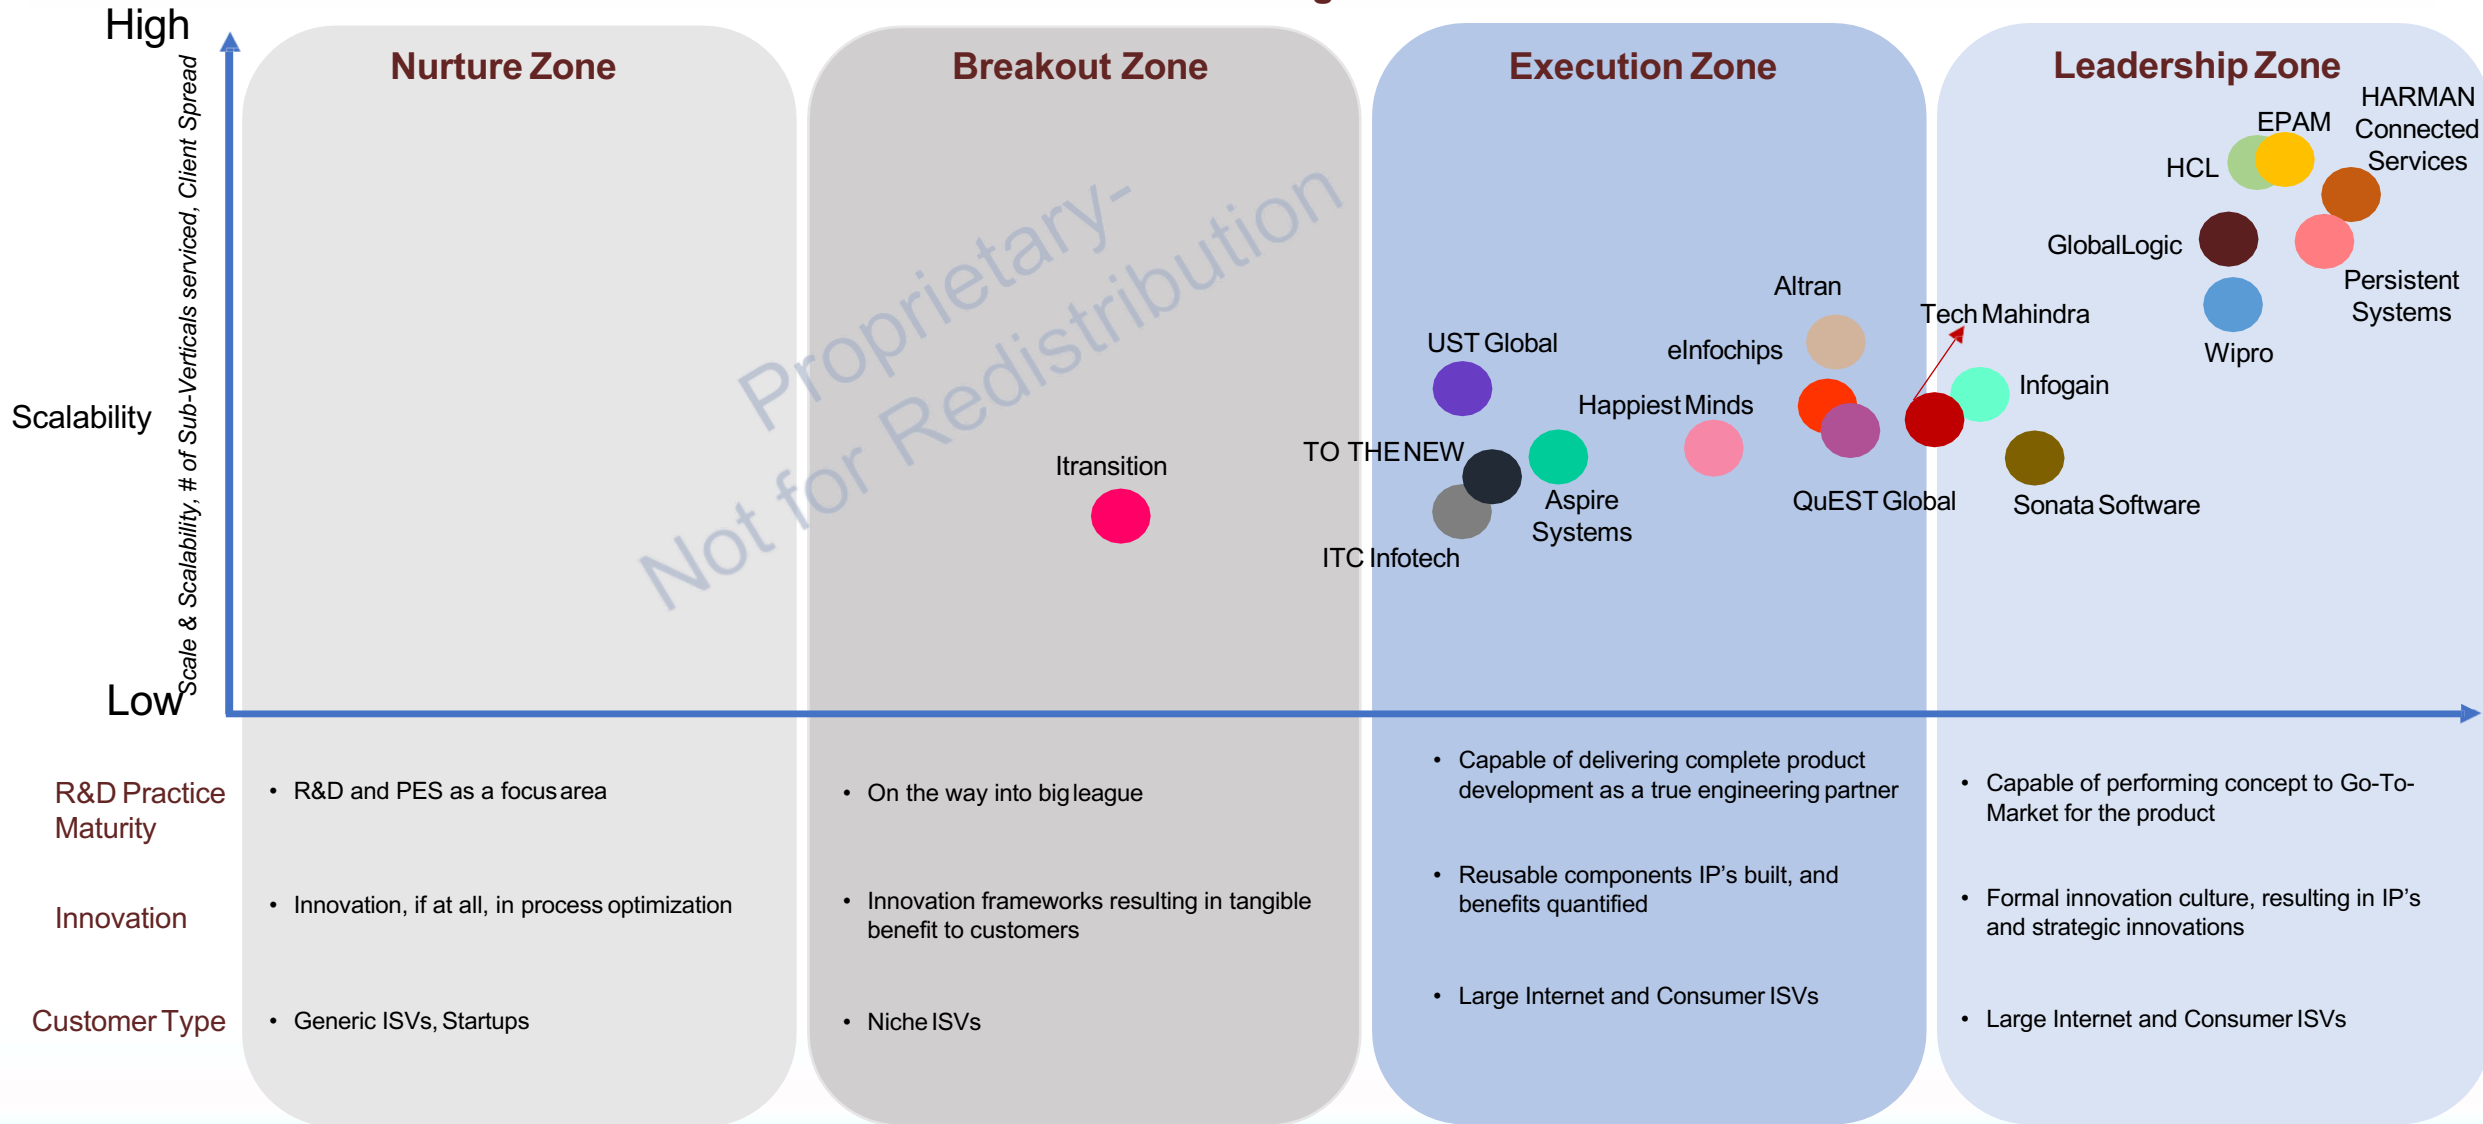 High
Nurture Zone
Breakout Zone
Execution Zone
Leadership Zone
Scale & Scalability, # of Sub-Verticals serviced, Client Spread
Scalability
Low
Proprietary-
Not for Redistribution
HARMAN
Connected
Services
EPAM
HCL
GlobalLogic
Persistent
Systems
Wipro
Altran
Tech Mahindra
UST Global
eInfochips
Infogain
Happiest Minds
TO THE NEW
Itransition
Aspire
Systems
QuEST Global
Sonata Software
ITC Infotech
R&D Practice
Maturity
• R&D and PES as a focus area
• On the way into big league
• Capable of delivering complete product
development as a true engineering partner
• Capable of performing concept to Go-To-
Market for the product
Innovation
• Innovation, if at all, in process optimization
• Innovation frameworks resulting in tangible
benefit to customers
• Reusable components IP’s built, and
benefits quantified
• Formal innovation culture, resulting in IP’s
and strategic innovations
Customer Type
• Generic ISVs, Startups
• Niche ISVs
• Large Internet and Consumer ISVs
• Large Internet and Consumer ISVs